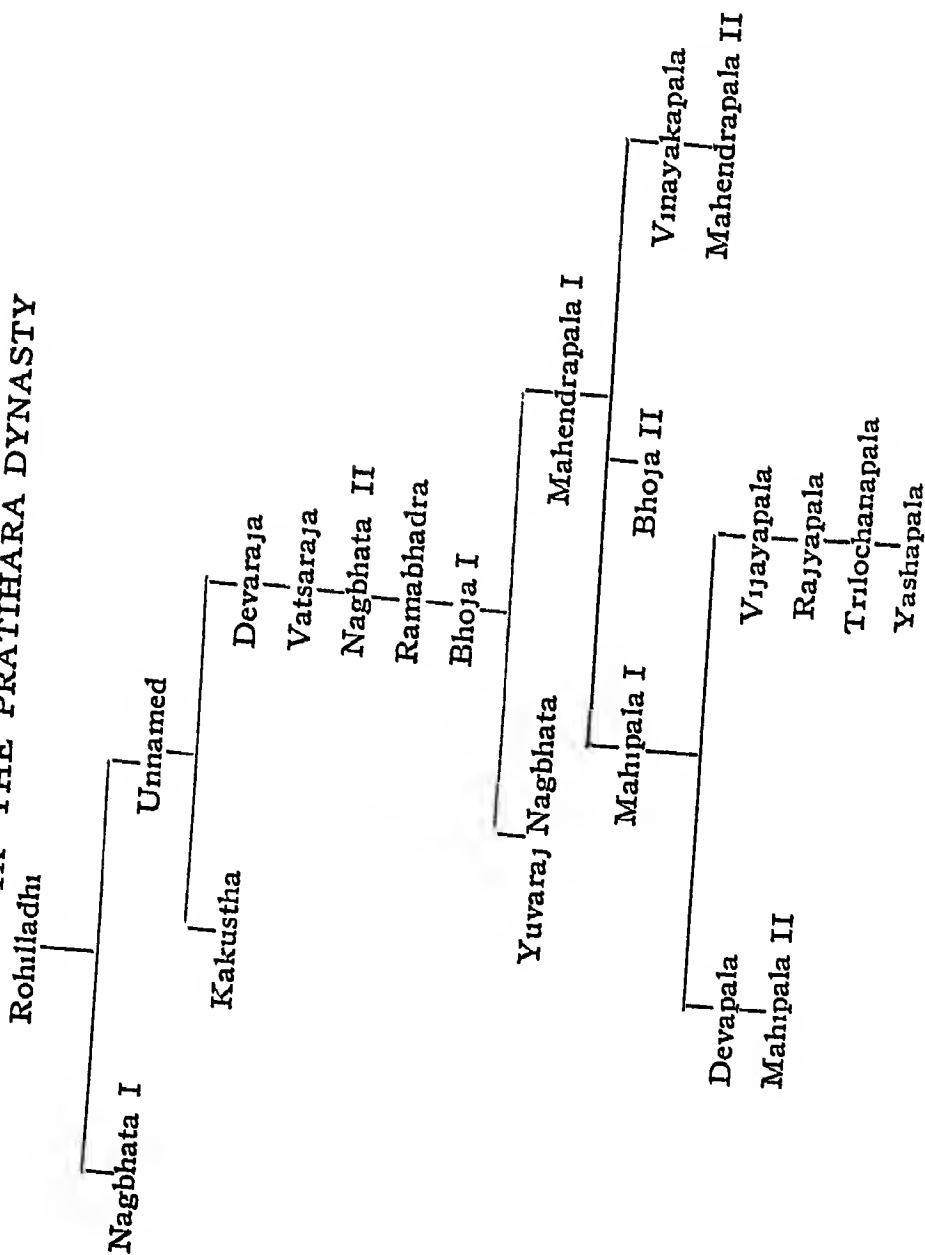 THE PRATIHARA DYNASTY
Rohilladhi
Nagbhata I
Unnamed
Kakustha
Devaraja
Vatsaraja
Nagbhata II
Ramabhadra
Bhoja I
Yuvaraj Nagbhata
Mahendrapala I
Mahipala I
Bhoja II
Vinayakapala
Mahendrapala II
Devapala
Mahipala II
Vijayapala
Rajyapala
Trilochanapala
Yashapala